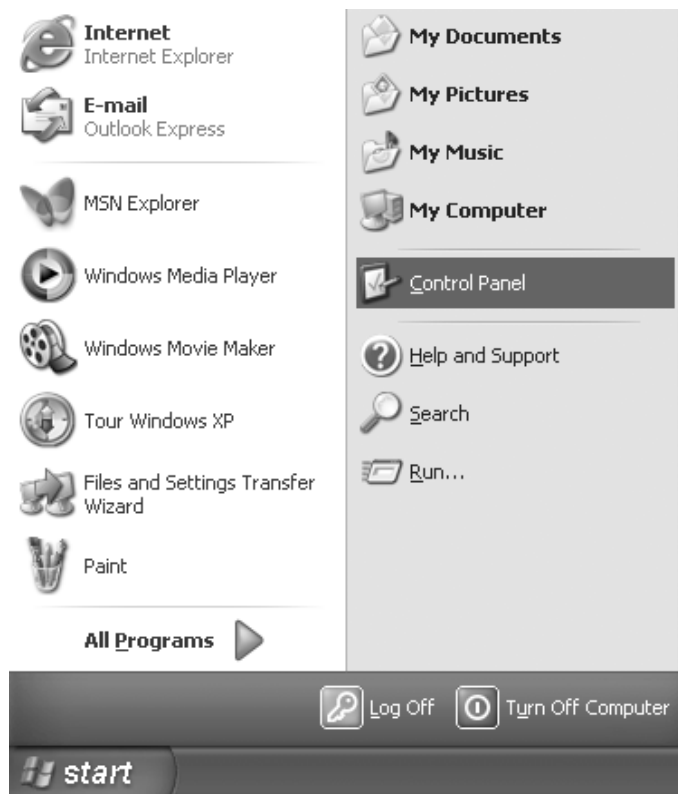 Internet
Internet Explorer
E-mail
Outlook Express
MSN Explorer
Windows Media Player
Windows Movie Maker
Tour Windows XP
Files and Settings Transfer
Wizard
Paint
All Programs
My Documents
My Pictures
My Music
My Computer
Control Panel
Help and Support
Search
Run...
Log Off
Turn Off Computer
start